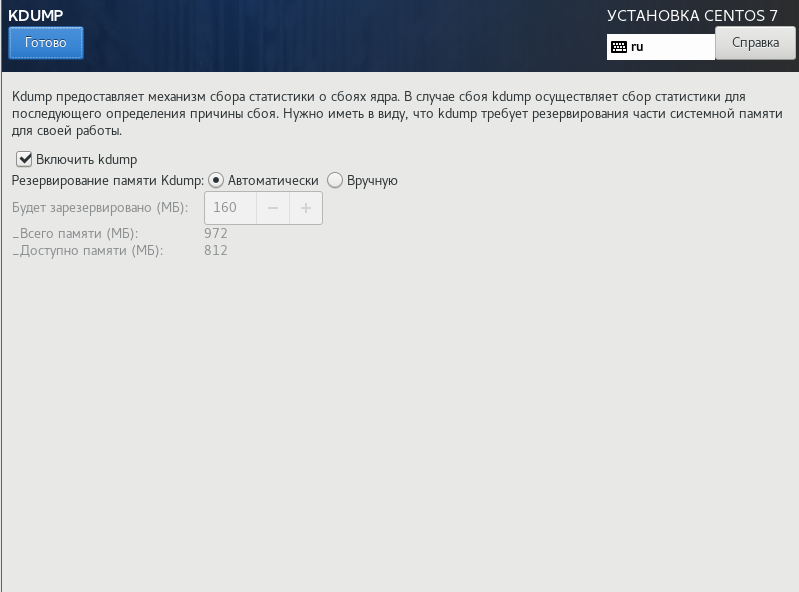 KDUMP
УСТАНОВКА CENTOS 7
Готово
ru
Справка
Kdump предоставляет механизм сбора статистики о сбоях ядра. В случае сбоя kdump осуществляет сбор статистики для
последующего определения причины сбоя. Нужно иметь в виду, что kdump требует резервирования части системной памяти
для своей работы.
Включить kdump
Резервирование памяти Kdump: Автоматически Вручную
Будет зарезервировано (МБ): 160 − +
_Всего памяти (МБ): 972
_Доступно памяти (МБ): 812